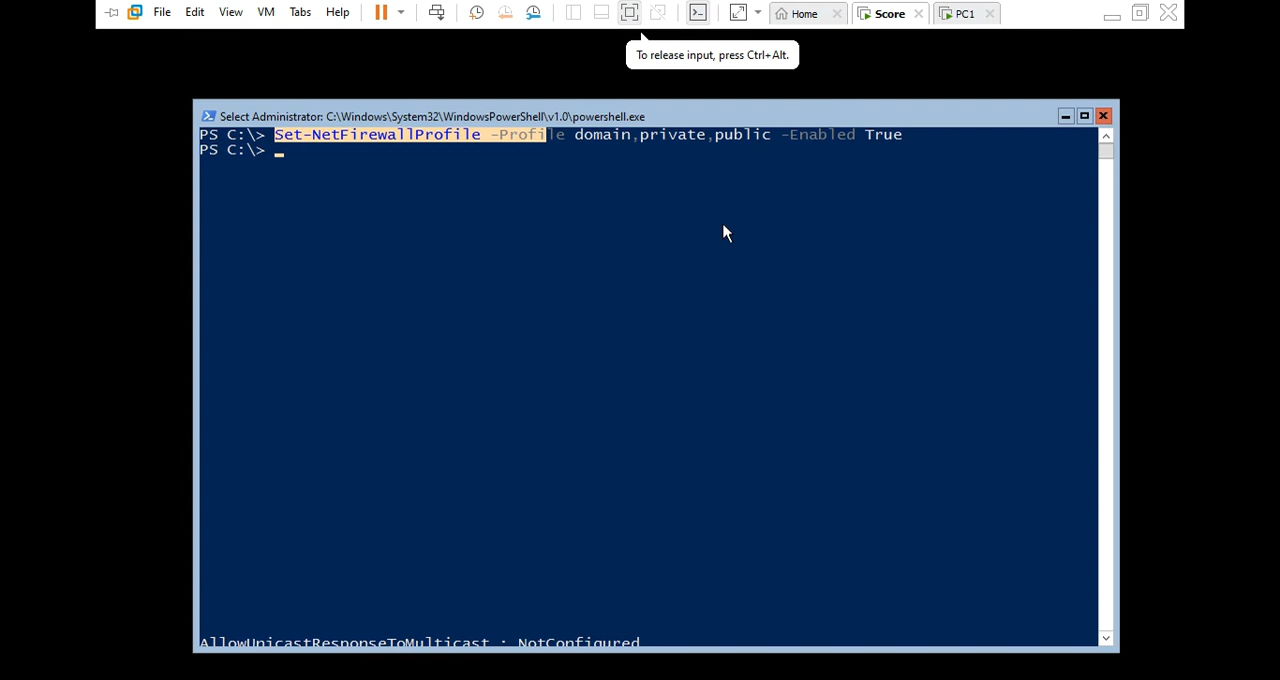 File Edit View VM Tabs Help Home Score PC1
To release input, press Ctrl+Alt.
Select Administrator: C:\Windows\System32\WindowsPowerShell\v1.0\powershell.exe
PS C:\> Set-NetFirewallProfile -Profile domain,private,public -Enabled True
PS C:\>
AllowUnicastResponseToMulticast : NotConfigured